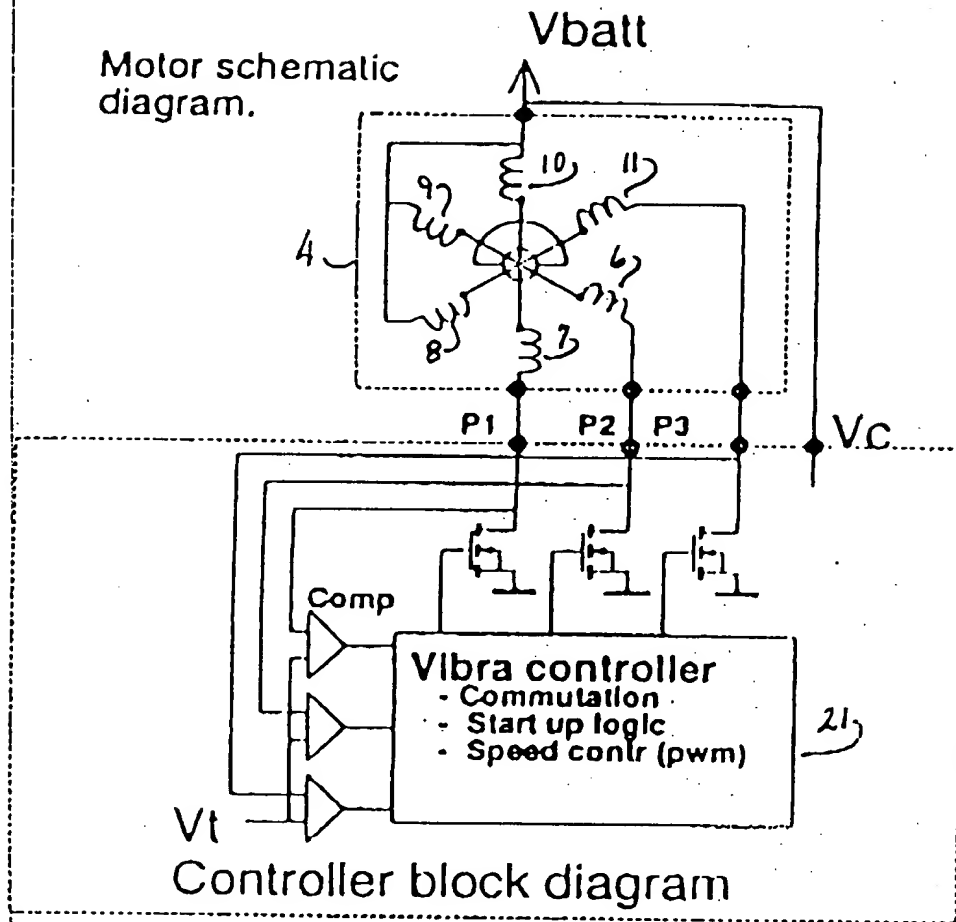 Vbatt
Motor schematic
diagram.
10
11
9
4
6
8
7
P1
P2
P3
Vc
Comp
Vibra controller
- Commutation
- Start up logic
- Speed contr (pwm)
21
Vt
Controller block diagram